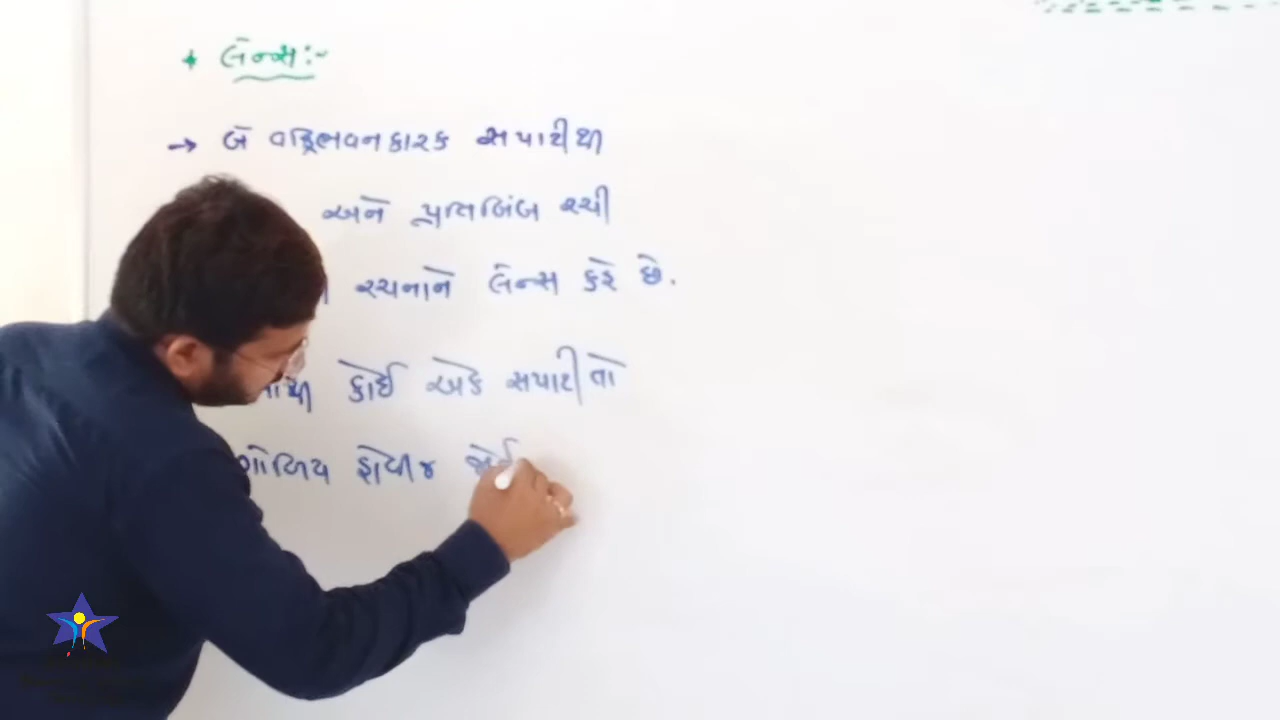 * લેન્સ :-
→ બે વક્રિભવનકારક સપાટીથી
અને પ્રતિબિંબ રચી
રચનાને લેન્સ કહે છે.
કોઈ એક સપાટી તો
ગોલિય હોવીજ